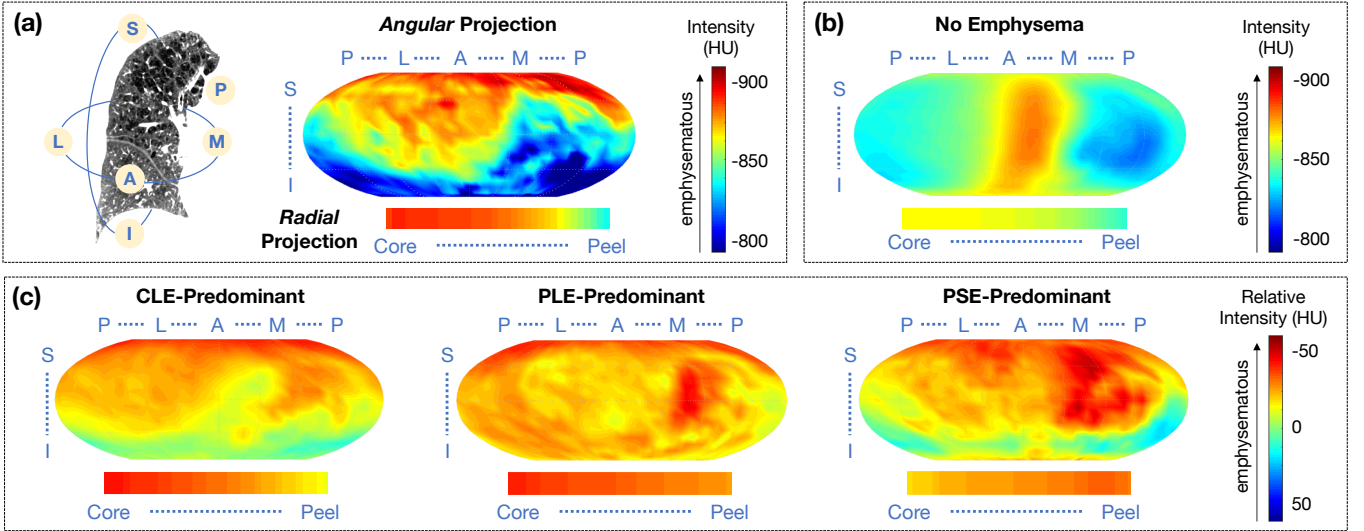 (a)
S
P
L
M
A
I
Angular Projection
P ······ L ······ A ······ M ······ P
S
I
Radial
Projection
Core Peel
Intensity
(HU)
emphysematous
-900
-850
-800
(b)
No Emphysema
P ······ L ······ A ······ M ······ P
S
I
Core Peel
Intensity
(HU)
emphysematous
-900
-850
-800
(c)
CLE-Predominant
P ······ L ······ A ······ M ······ P
S
I
Core Peel
PLE-Predominant
P ······ L ······ A ······ M ······ P
S
I
Core Peel
PSE-Predominant
P ······ L ······ A ······ M ······ P
S
I
Core Peel
Relative
Intensity (HU)
emphysematous
-50
0
50